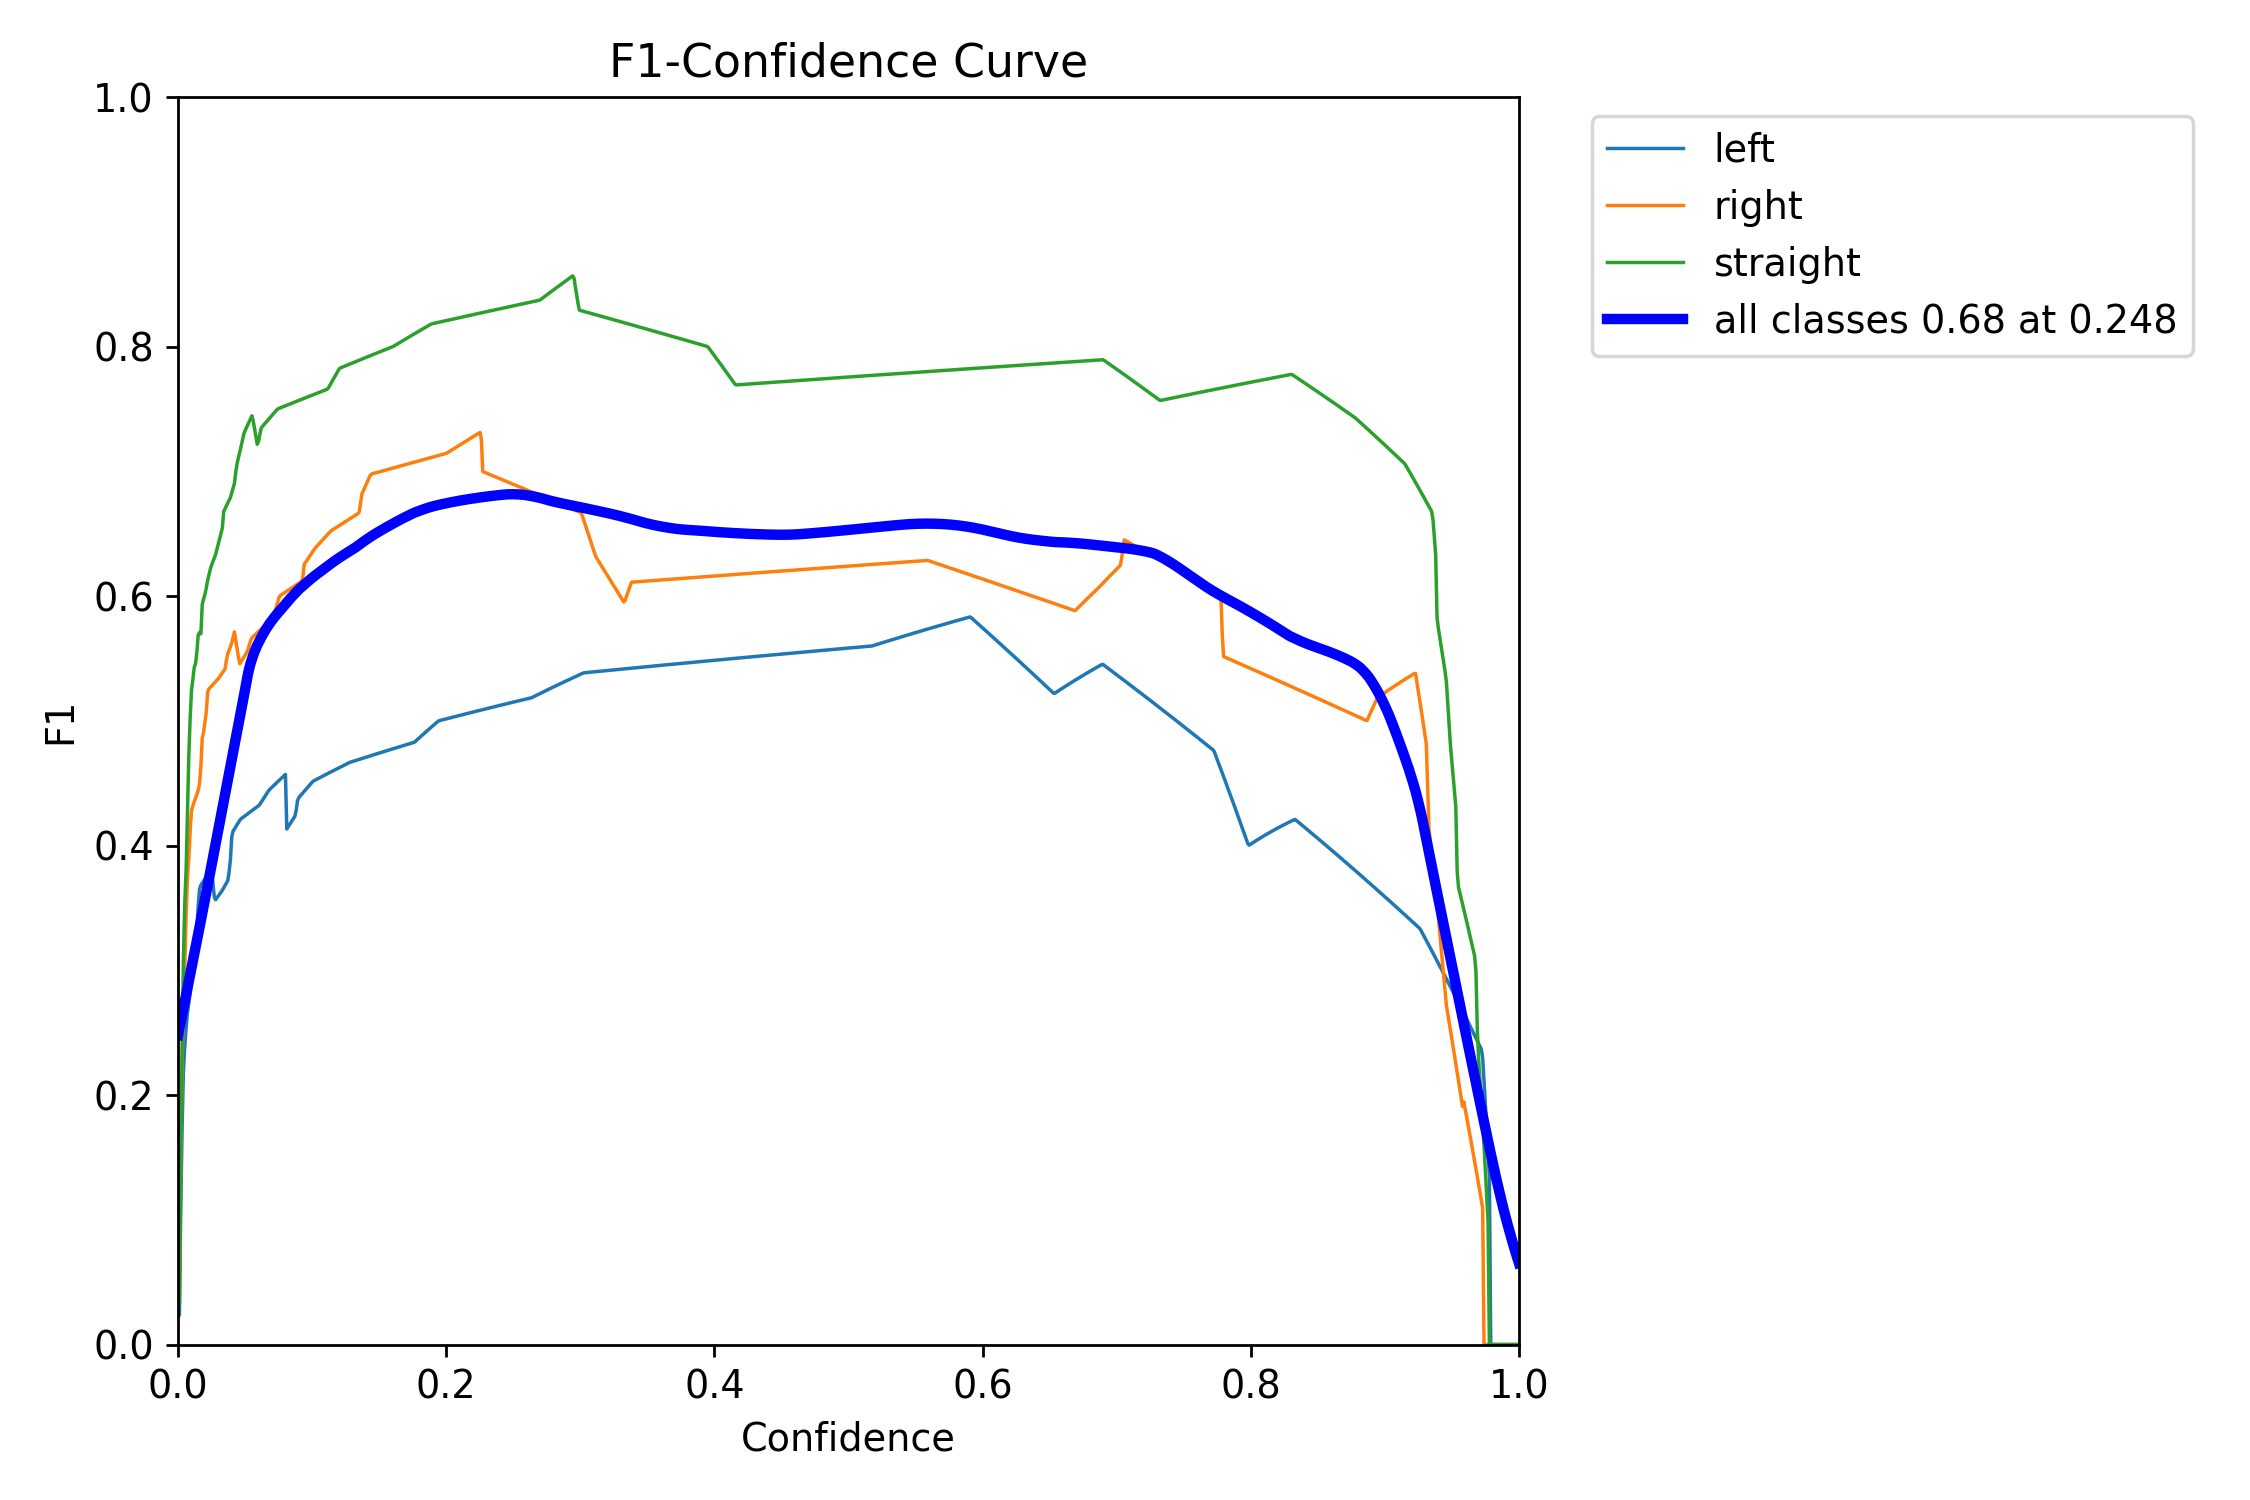 F1-Confidence Curve
1.0
0.8
0.6
0.4
0.2
0.0
F1
0.0 0.2 0.4 0.6 0.8 1.0
Confidence
left
right
straight
all classes 0.68 at 0.248